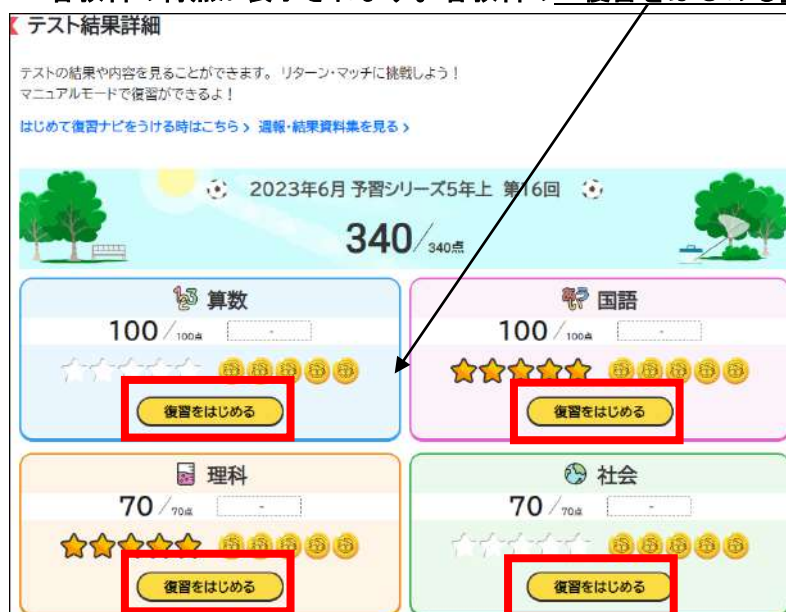 テスト結果詳細
テストの結果や内容を見ることができます。リターン・マッチに挑戦しよう！
マニュアルモードで復習ができるよ！
はじめて復習ナビをうける時はこちら› 週報・結果資料集を見る›
2023年6月 予習シリーズ5年上 第16回
340/340点
算数
100/100点 -
復習をはじめる
国語
100/100点 -
復習をはじめる
理科
70/70点 -
復習をはじめる
社会
70/70点 -
復習をはじめる